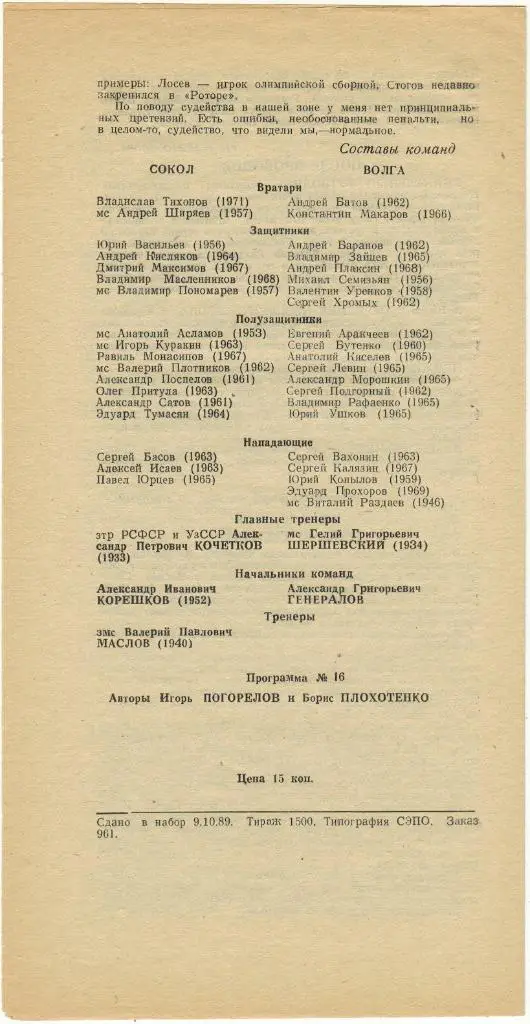 примеры: Лосев — игрок олимпийской сборной, Стогов недавно
закрепился в «Роторе».
По поводу судейства в нашей зоне у меня нет принципиаль-
ных претензий. Есть ошибки, необоснованные пенальти, но
в целом-то, судейство, что видели мы,—нормальное.
Составы команд
СОКОЛ ВОЛГА
Вратари
Владислав Тихонов (1971) Андрей Батов (1962)
мс Андрей Ширяев (1957) Константин Макаров (1966)
Защитники
Юрий Васильев (1956) Андрей Баранов (1962)
Андрей Кисляков (1964) Владимир Зайцев (1965)
Дмитрий Максимов (1967) Андрей Плаксин (1968)
Владимир Масленников (1968) Михаил Семизьян (1956)
мс Владимир Пономарев (1957) Валентин Уренков (1958)
Сергей Хромых (1962)
Полузащитники
мс Анатолий Асламов (1953) Евгений Аракчеев (1962)
мс Игорь Куракин (1963) Сергей Бутенко (1960)
Равиль Монасипов (1967) Анатолий Киселев (1965)
мс Валерий Плотников (1962) Сергей Левин (1965)
Александр Поспелов (1961) Александр Морошкин (1965)
Олег Притула (1963) Сергей Подгорный (1962)
Александр Сатов (1961) Владимир Рафаенко (1965)
Эдуард Тумасян (1964) Юрий Ушков (1965)
Нападающие
Сергей Басов (1963) Сергей Вахонин (1963)
Алексей Исаев (1963) Сергей Калязин (1967)
Павел Юрцев (1965) Юрий Копылов (1959)
Эдуард Прохоров (1969)
мс Виталий Раздаев (1946)
Главные тренеры
зтр РСФСР и УзССР Алек- мс Гелий Григорьевич
сандр Петрович КОЧЕТКОВ ШЕРШЕВСКИЙ (1934)
(1933)
Начальники команд
Александр Иванович Александр Григорьевич
КОРЕШКОВ (1952) ГЕНЕРАЛОВ
Тренеры
змс Валерий Павлович
МАСЛОВ (1940)
Программа № 16
Авторы Игорь ПОГОРЕЛОВ и Борис ПЛОХОТЕНКО
Цена 15 коп.
Сдано в набор 9.10.89. Тираж 1500. Типография СЭПО. Заказ
961.